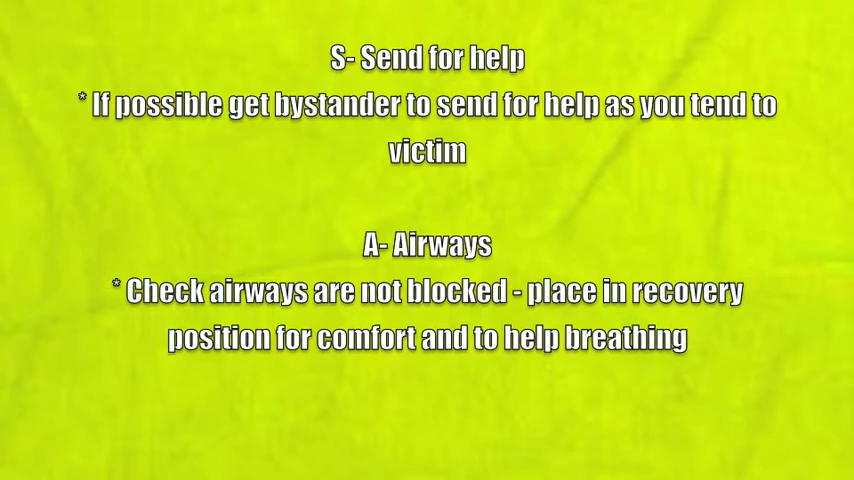 S- Send for help
* If possible get bystander to send for help as you tend to
victim
A- Airways
* Check airways are not blocked - place in recovery
position for comfort and to help breathing